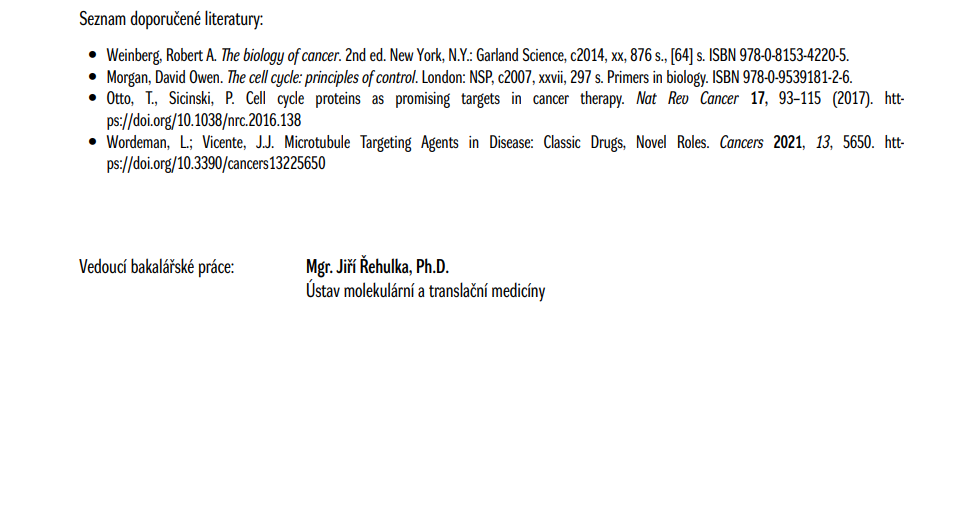 Seznam doporučené literatury:
• Weinberg, Robert A. The biology of cancer. 2nd ed. New York, N.Y.: Garland Science, c2014, xx, 876 s., [64] s. ISBN 978-0-8153-4220-5.
• Morgan, David Owen. The cell cycle: principles of control. London: NSP, c2007, xxvii, 297 s. Primers in biology. ISBN 978-0-9539181-2-6.
• Otto, T., Sicinski, P. Cell cycle proteins as promising targets in cancer therapy. Nat Rev Cancer 17, 93–115 (2017). htt-
ps://doi.org/10.1038/nrc.2016.138
• Wordeman, L.; Vicente, J.J. Microtubule Targeting Agents in Disease: Classic Drugs, Novel Roles. Cancers 2021, 13, 5650. htt-
ps://doi.org/10.3390/cancers13225650
Vedoucí bakalářské práce: Mgr. Jiří Řehulka, Ph.D.
Ústav molekulární a translační medicíny